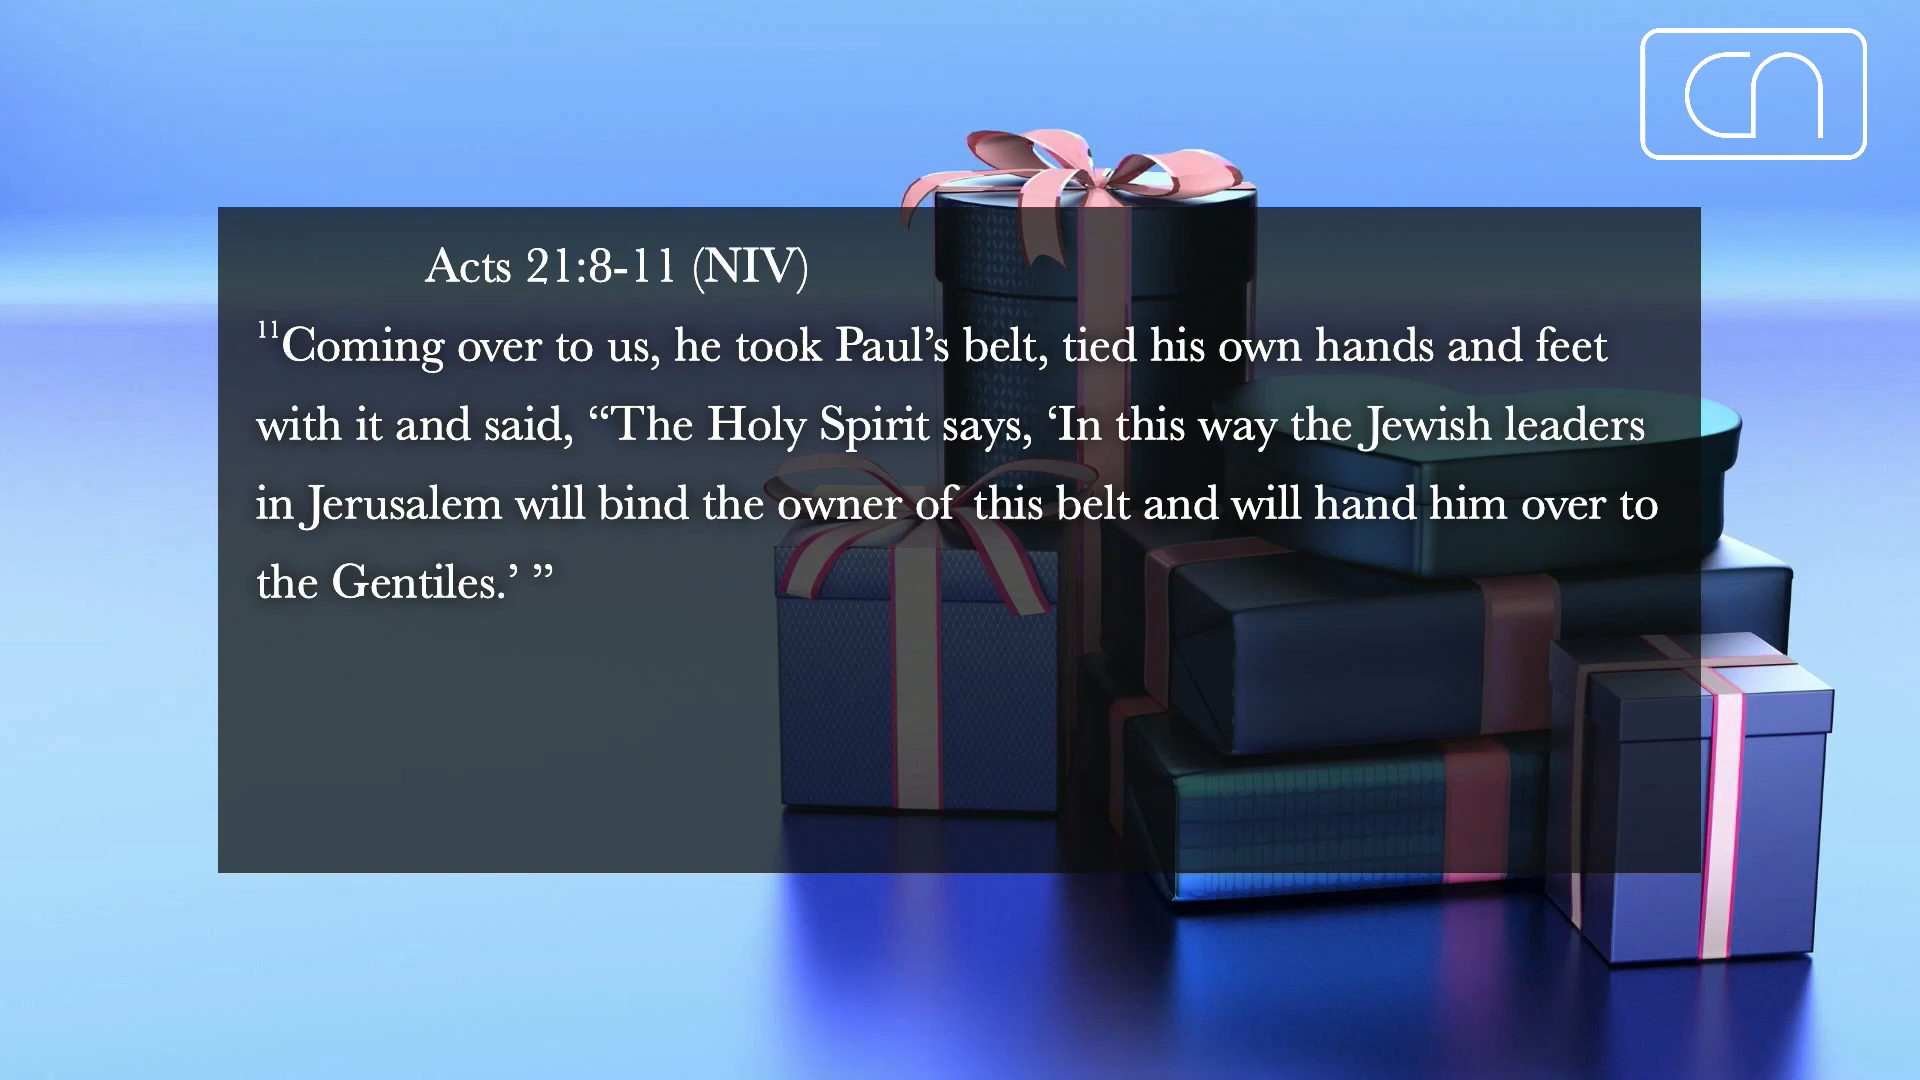 cn
Acts 21:8-11 (NIV)
¹¹Coming over to us, he took Paul’s belt, tied his own hands and feet
with it and said, “The Holy Spirit says, ‘In this way the Jewish leaders
in Jerusalem will bind the owner of this belt and will hand him over to
the Gentiles.’ ”